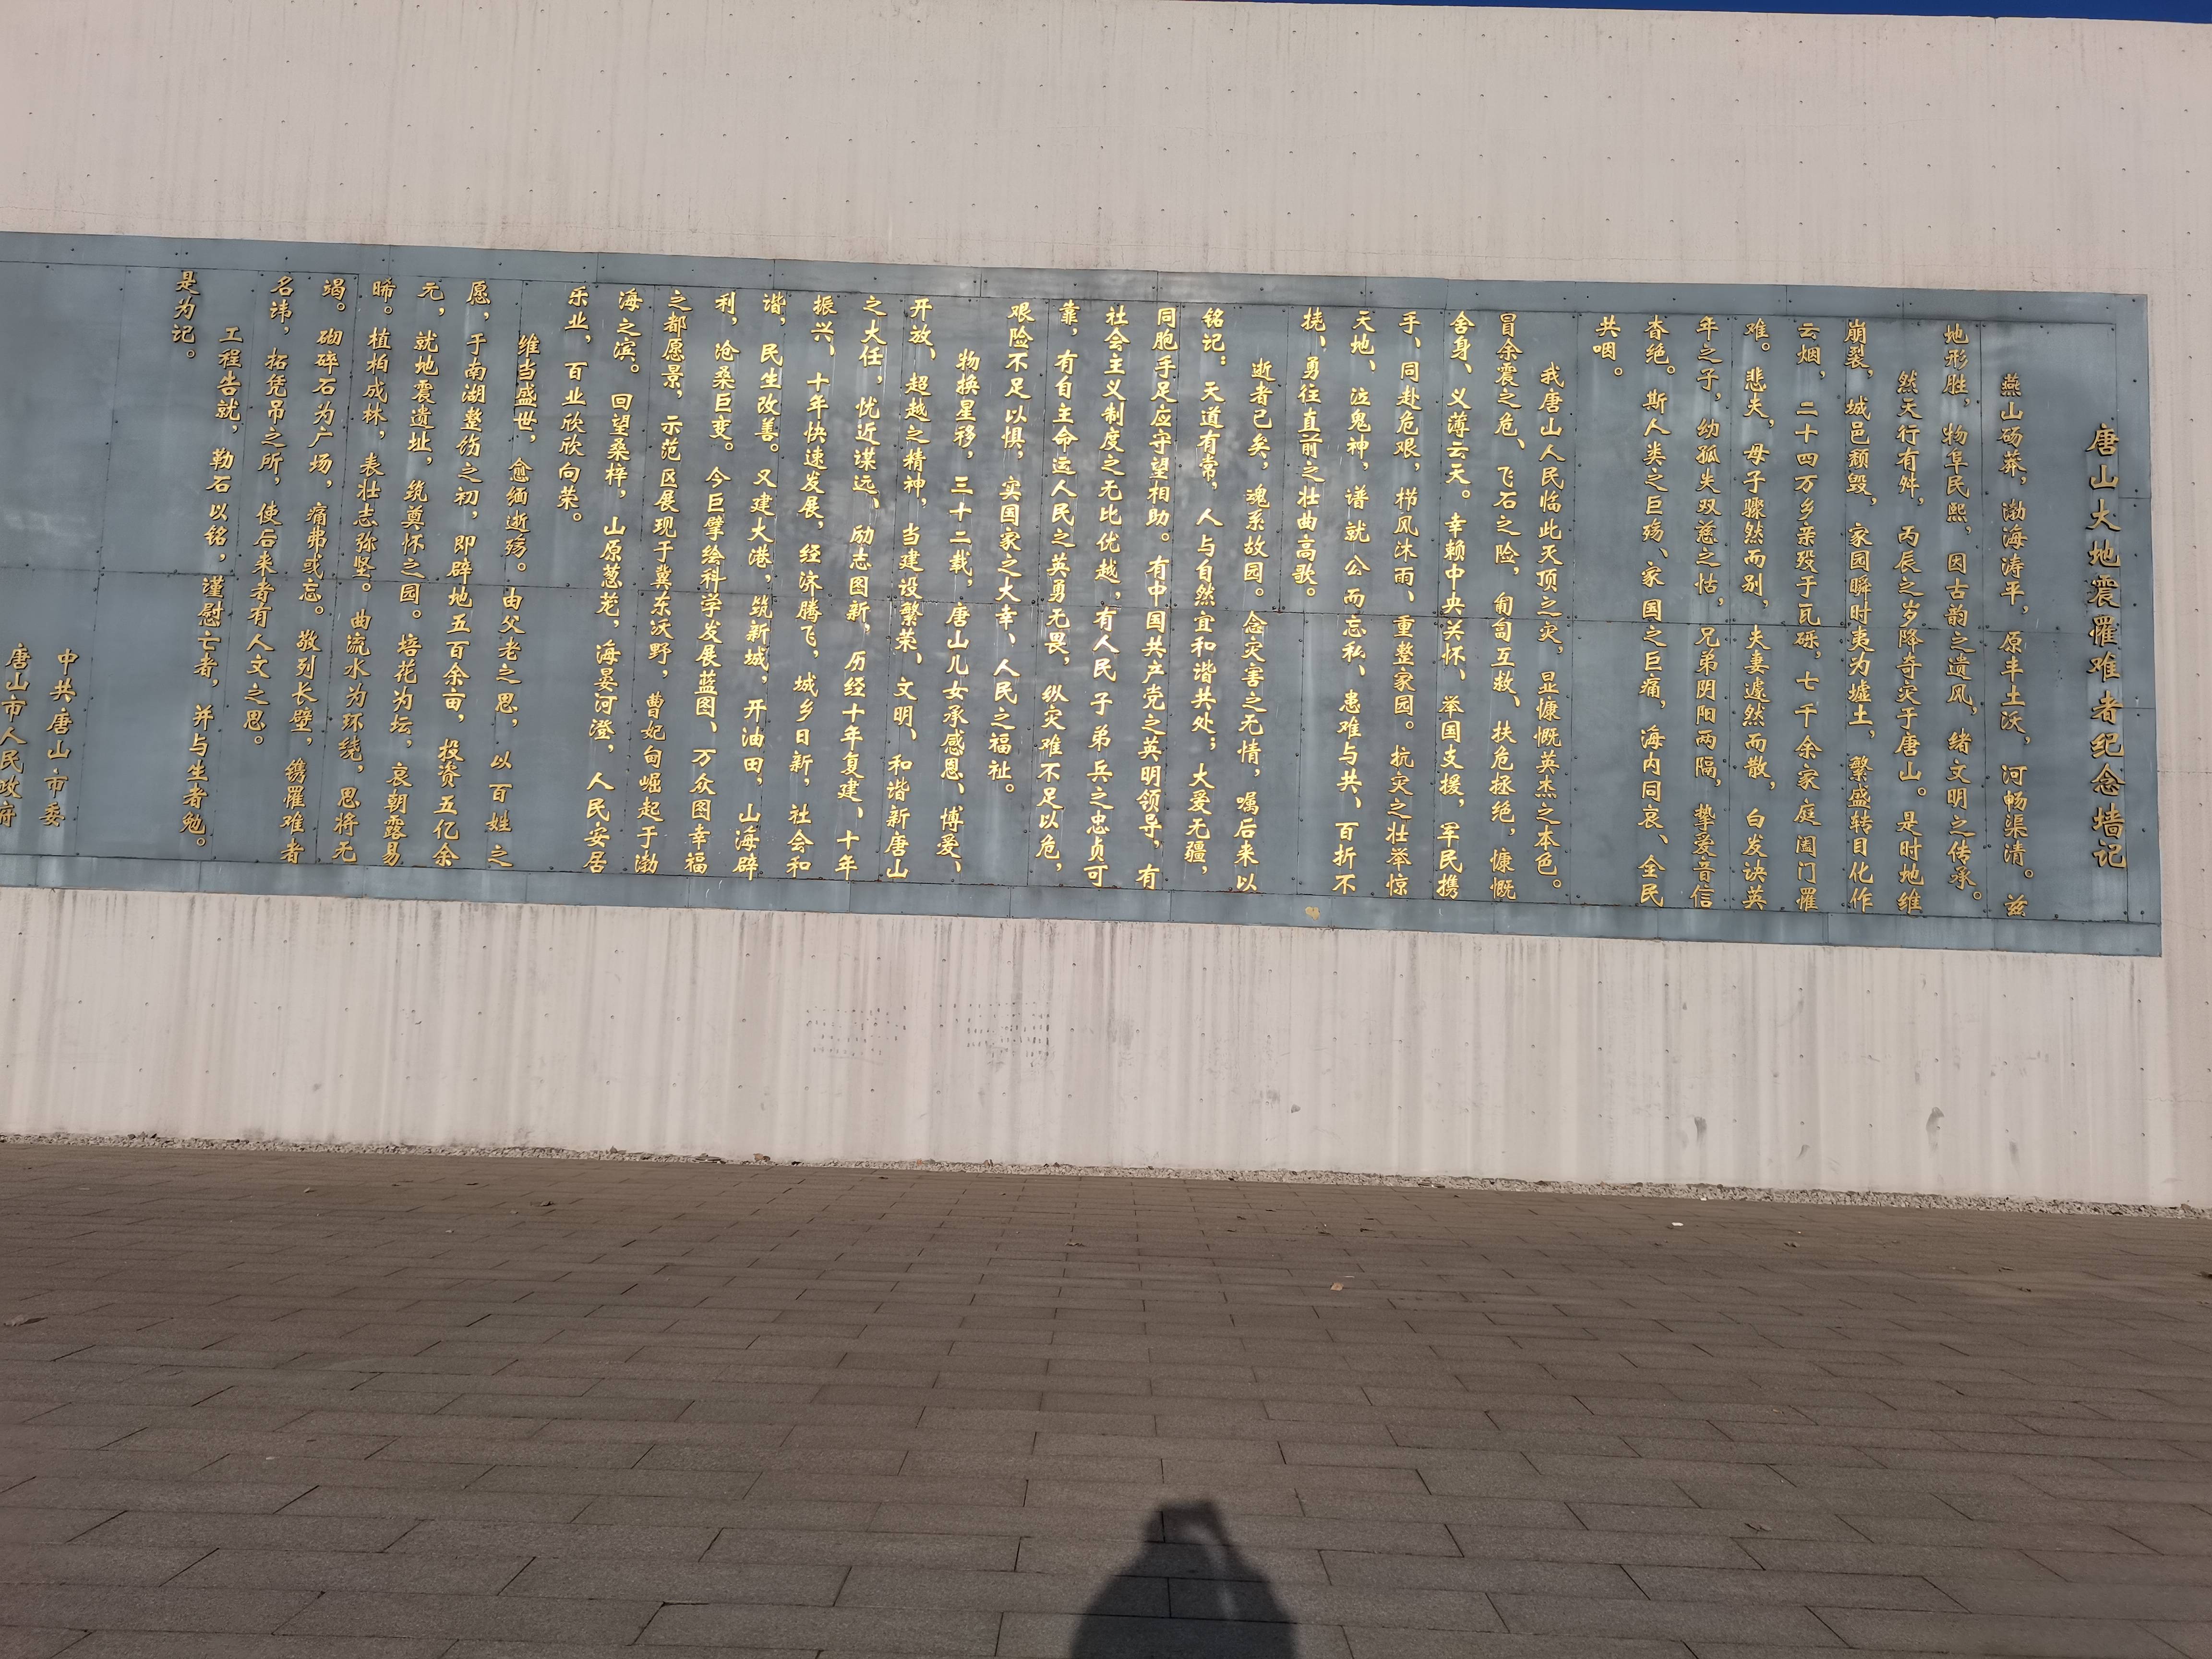 唐山大地震罹难者纪念墙记
燕山砀莽，渤海涛平，原丰土沃，河畅渠清。兹
地形胜，物阜民熙，因古韵之遗风，绪文明之传承。
然天行有舛，丙辰之岁降奇灾于唐山。是时地维
崩裂，城邑颓毁，家园瞬时夷为墟土，繁盛转目化作
云烟，二十四万乡亲殁于瓦砾，七千余家庭阖门罹
难。悲夫，母子骤然而别，夫妻遽然而散，白发诀英
年之子，幼孤失双慈之怙，兄弟阴阳两隔，挚爱音信
杳绝。斯人类之巨殇、家国之巨痛，海内同哀、全民
共咽。
我唐山人民临此灭顶之灾，显慷慨英杰之本色。
冒余震之危、飞石之险，匍匐互救、扶危拯绝，慷慨
舍身、义薄云天。幸赖中央关怀、举国支援，军民携
手、同赴危艰，栉风沐雨、重整家园。抗灾之壮举惊
天地、泣鬼神，谱就公而忘私、患难与共、百折不
挠、勇往直前之壮曲高歌。
逝者已矣，魂系故园。念灾害之无情，嘱后来以
铭记：天道有常，人与自然宜和谐共处；大爱无疆，
同胞手足应守望相助。有中国共产党之英明领导，有
社会主义制度之无比优越，有人民子弟兵之忠贞可
靠，有自主命运人民之英勇无畏，纵灾难不足以危，
艰险不足以惧，实国家之大幸、人民之福祉。
物换星移，三十二载，唐山儿女承感恩、博爱、
开放、超越之精神，当建设繁荣、文明、和谐新唐山
之大任，忧近谋远、励志图新，历经十年复建、十年
振兴、十年快速发展，经济腾飞，城乡日新，社会和
谐，民生改善。又建大港，筑新城，开油田，山海辟
利，沧桑巨变。今巨擘绘科学发展蓝图、万众图幸福
之都愿景，示范区展现于冀东沃野，曹妃甸崛起于渤
海之滨。回望桑梓，山原葱茏，海晏河澄，人民安居
乐业，百业欣欣向荣。
维当盛世，愈缅逝殇。由父老之思，以百姓之
愿，于南湖整饬之初，即辟地五百余亩，投资五亿余
元，就地震遗址，筑奠怀之园。培花为坛，哀朝露易
晞。植柏成林，表壮志弥坚。曲流水为环绕，思将无
竭。砌碎石为广场，痛弗或忘。敬列长壁，镌罹难者
名讳，拓凭吊之所，使后来者有人文之思。
工程告就，勒石以铭，谨慰亡者，并与生者勉。
是为记。
中共唐山市委
唐山市人民政府